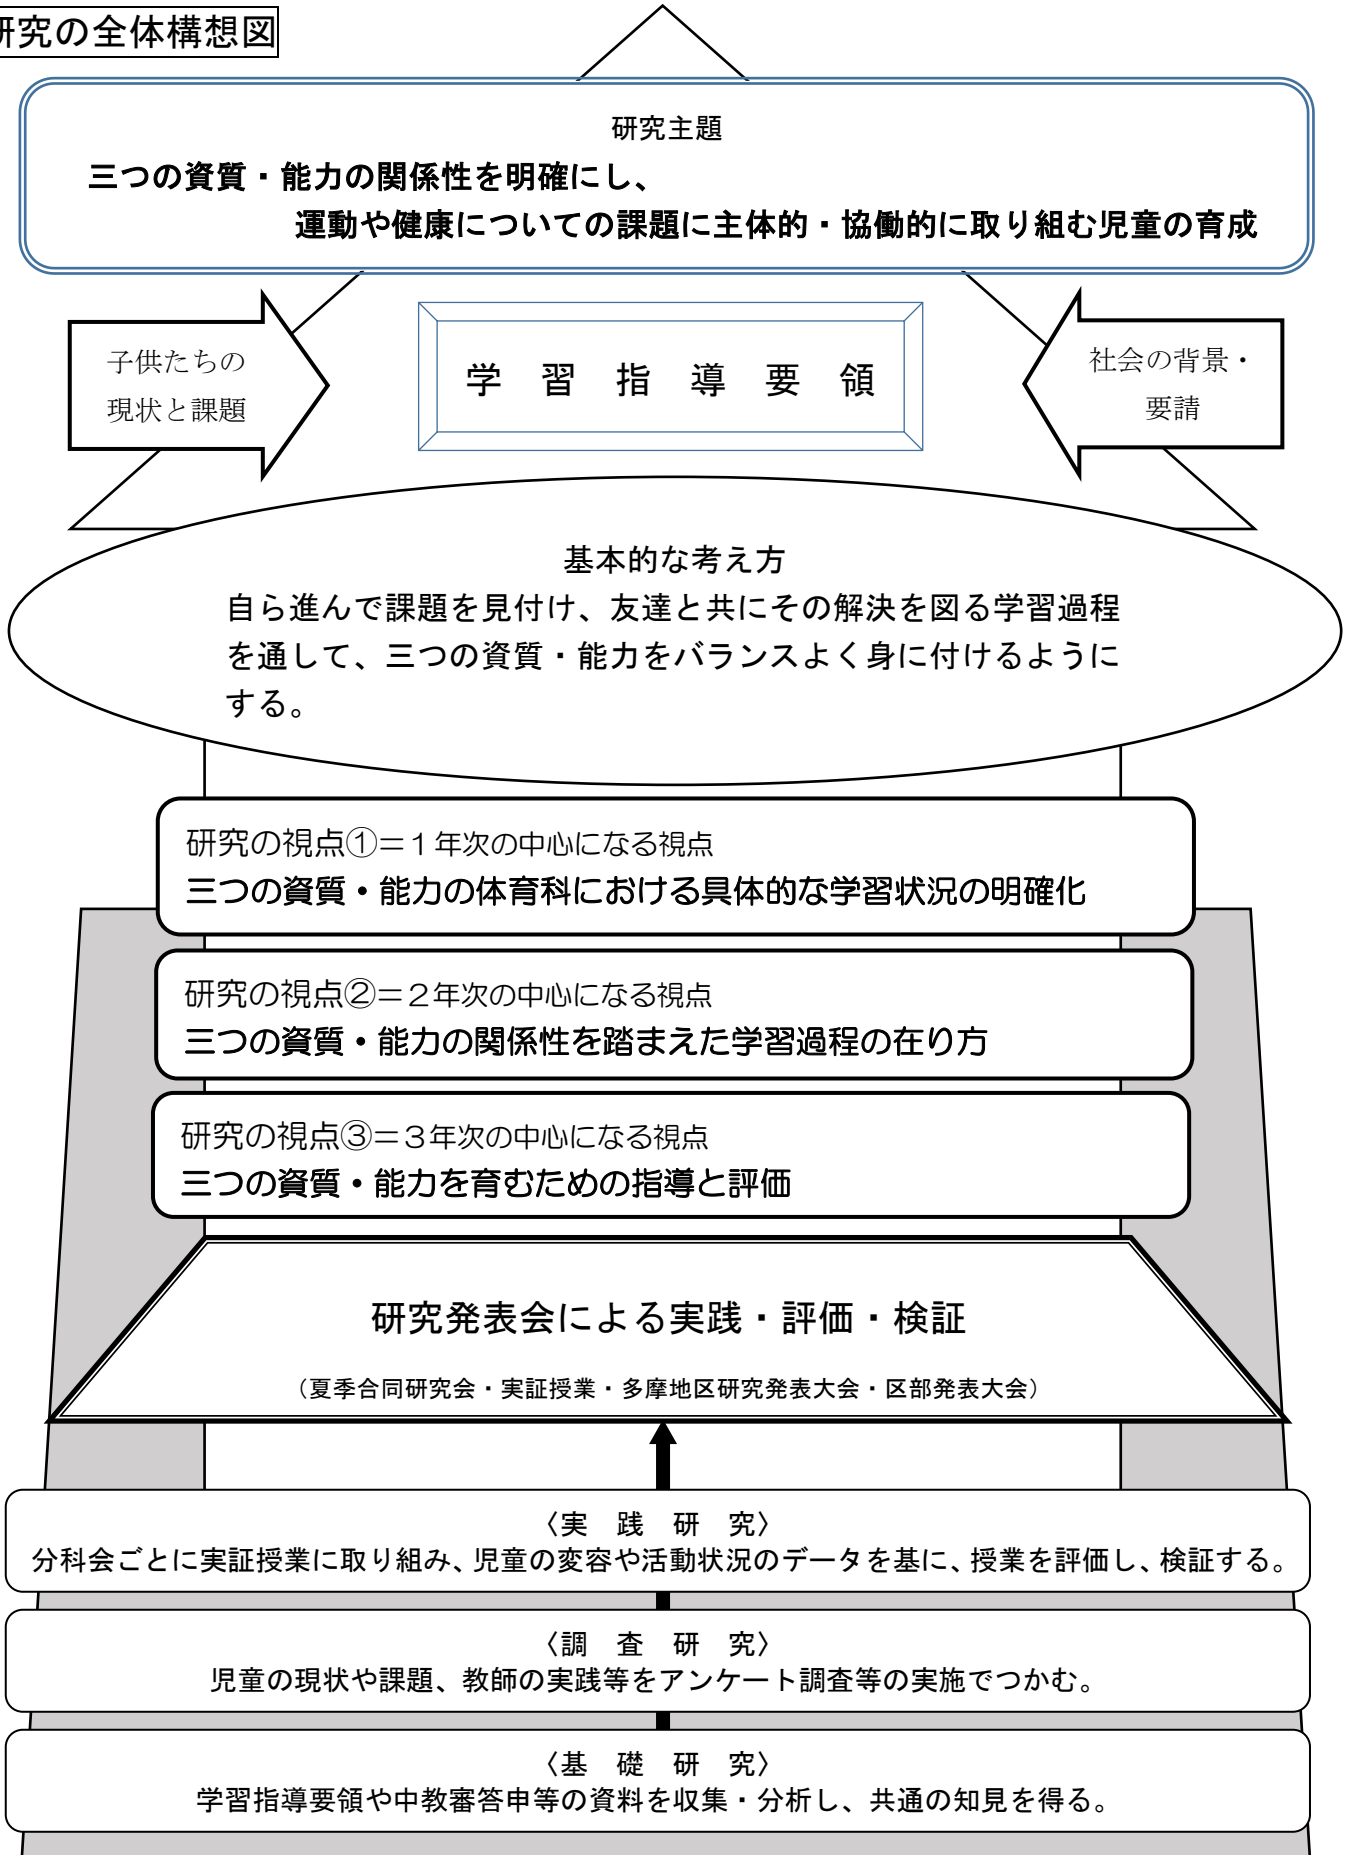 研究の全体構想図
研究主題
三つの資質・能力の関係性を明確にし、
運動や健康についての課題に主体的・協働的に取り組む児童の育成
子供たちの
現状と課題
学 習 指 導 要 領
社会の背景・
要請
基本的な考え方
自ら進んで課題を見付け、友達と共にその解決を図る学習過程
を通して、三つの資質・能力をバランスよく身に付けるように
する。
研究の視点①＝１年次の中心になる視点
三つの資質・能力の体育科における具体的な学習状況の明確化
研究の視点②＝２年次の中心になる視点
三つの資質・能力の関係性を踏まえた学習過程の在り方
研究の視点③＝３年次の中心になる視点
三つの資質・能力を育むための指導と評価
研究発表会による実践・評価・検証
（夏季合同研究会・実証授業・多摩地区研究発表大会・区部発表大会）
〈実　践　研　究〉
分科会ごとに実証授業に取り組み、児童の変容や活動状況のデータを基に、授業を評価し、検証する。
〈調　査　研　究〉
児童の現状や課題、教師の実践等をアンケート調査等の実施でつかむ。
〈基　礎　研　究〉
学習指導要領や中教審答申等の資料を収集・分析し、共通の知見を得る。